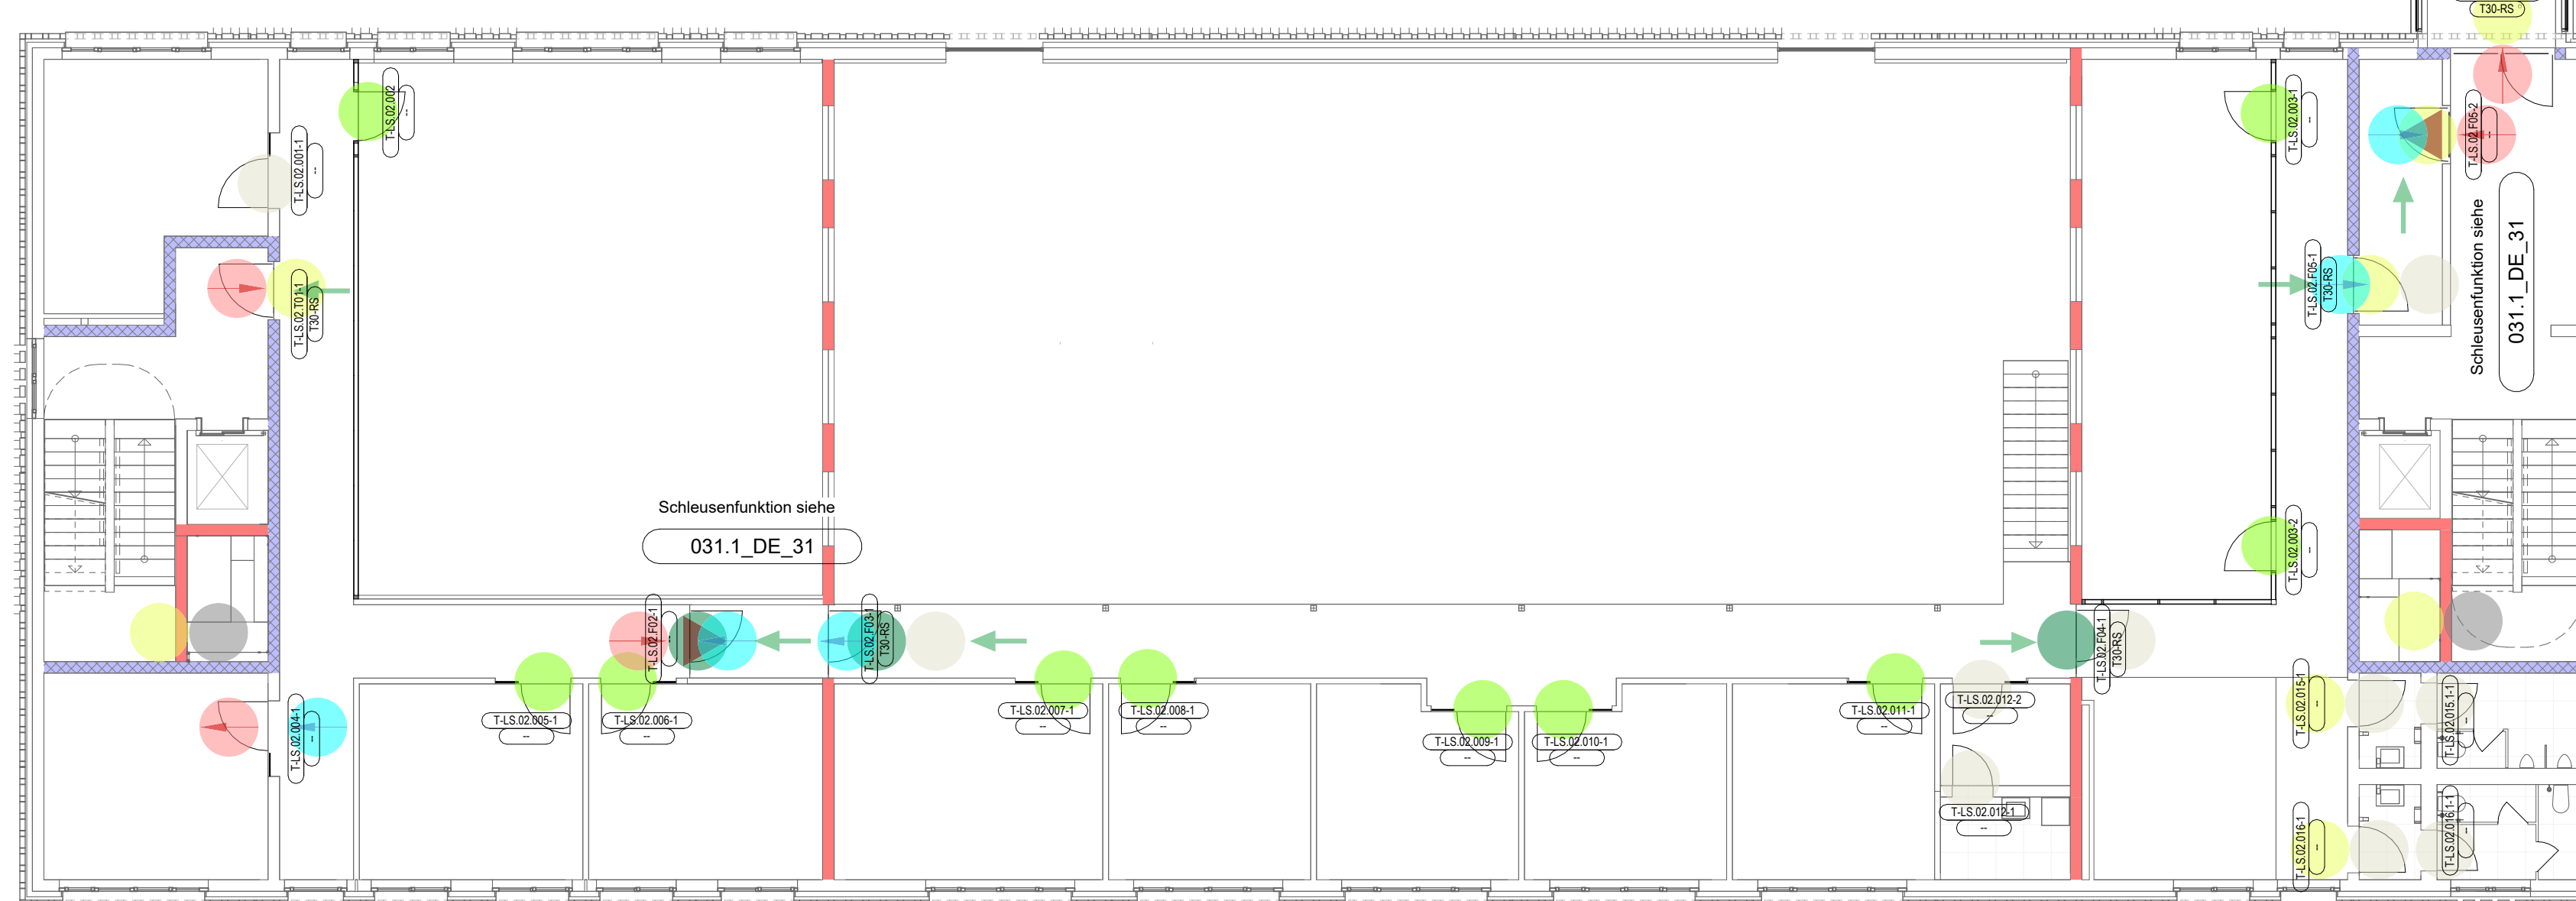 T30-RS
T-LS.02.002
--
T-LS.02.001-1
--
T-LS.02.T01-1
T30-RS
T-LS.02.003-1
--
T-LS.02.F05-2
--
T-LS.02.F05-1
T30-RS
Schleusenfunktion siehe
031.1_DE_31
Schleusenfunktion siehe
031.1_DE_31
T-LS.02.003-2
--
T-LS.02.F02-1
--
T-LS.02.F03-1
T30-RS
T-LS.02.F04-1
T30-RS
T-LS.02.004-1
--
T-LS.02.005-1
--
T-LS.02.006-1
--
T-LS.02.007-1
--
T-LS.02.008-1
--
T-LS.02.009-1
--
T-LS.02.010-1
--
T-LS.02.011-1
--
T-LS.02.012-2
--
T-LS.02.012-1
--
T-LS.02.015-1
--
T-LS.02.015.1-1
--
T-LS.02.016-1
--
T-LS.02.016.1-1
--